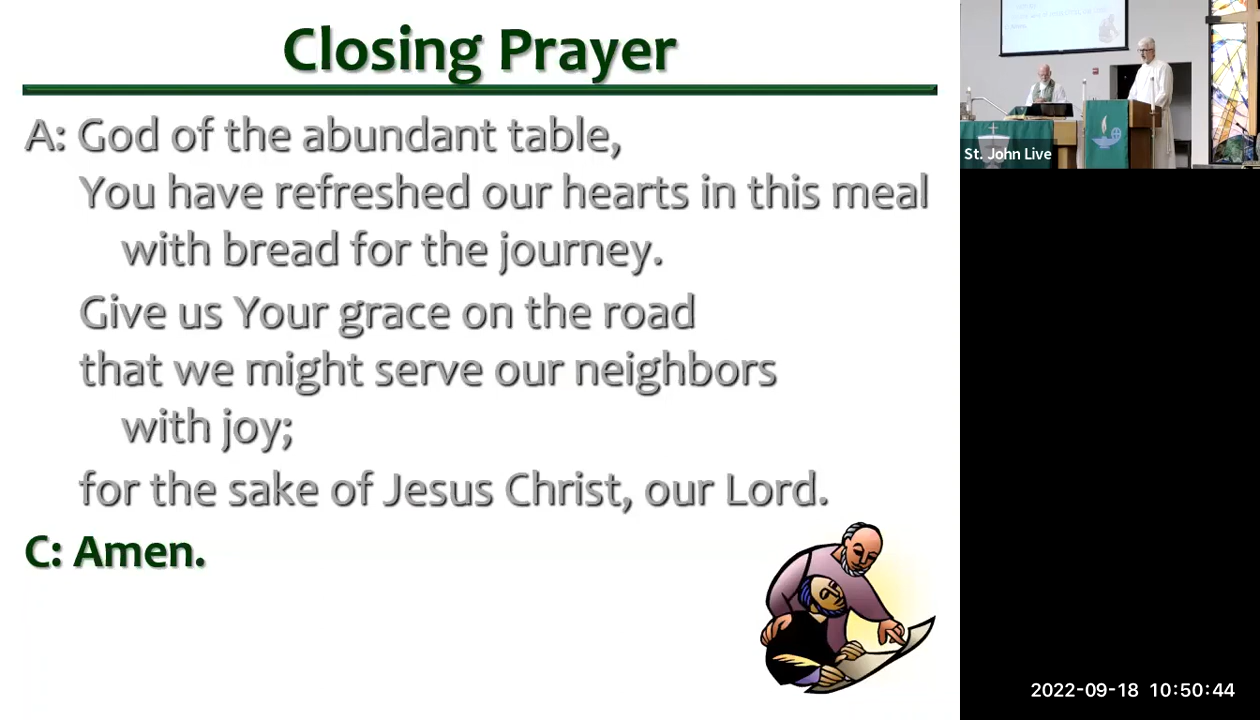 Closing Prayer
A: God of the abundant table,
You have refreshed our hearts in this meal
with bread for the journey.
Give us Your grace on the road
that we might serve our neighbors
with joy;
for the sake of Jesus Christ, our Lord.
C: Amen.
St. John Live
2022-09-18 10:50:44